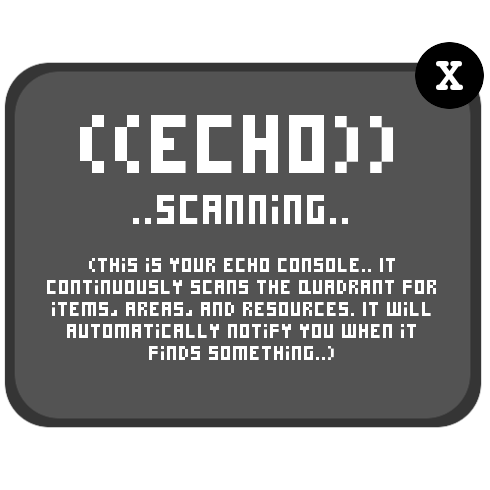 X
((ECHO))
..SCANNiNG..
(THiS iS YOUR ECHO CONSOLE.. IT
CONTiNUOUSLY SCANS THE QUADRANT FOR
iTEMS, AREAS, AND RESOURCES. IT WiLL
AUTOMATiCALLY NOTiFY YOU WHEN iT
FiNDS SOMETHiNG..)